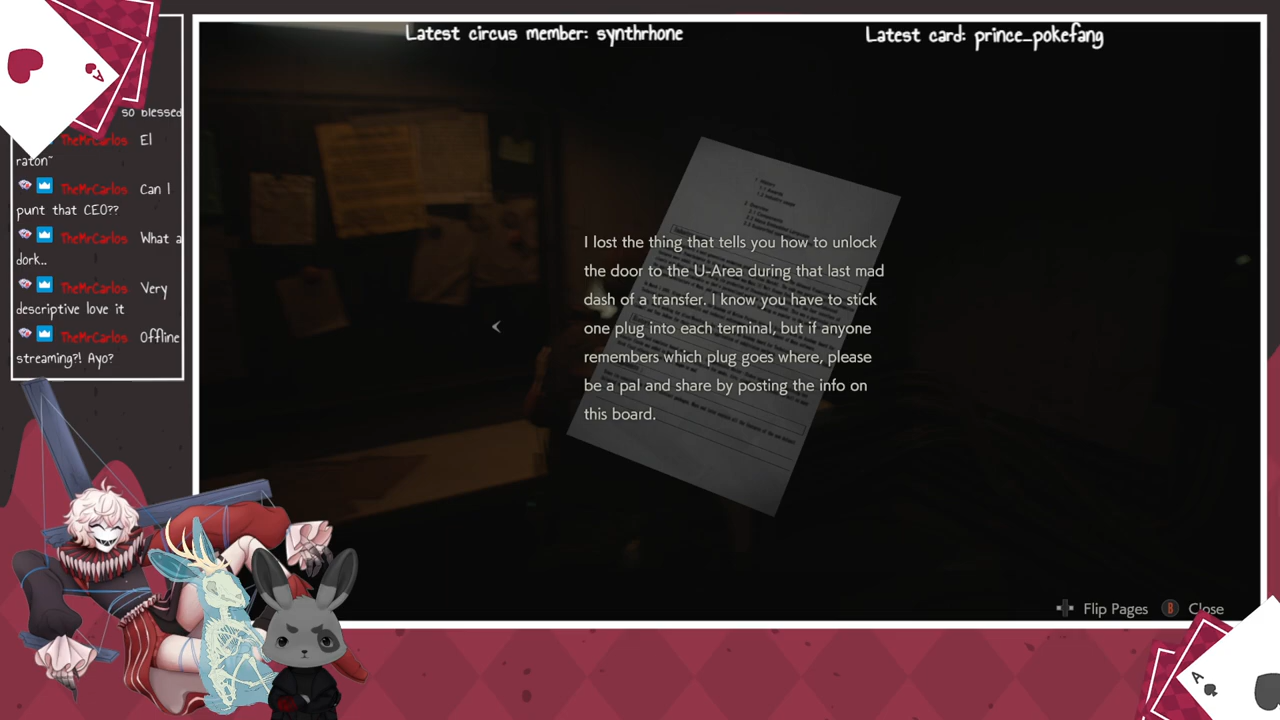 Latest circus member: synthrhone
Latest card: prince_pokefang
so blessed
TheMrCarlos El
raton~
TheMrCarlos Can I
punt that CEO??
TheMrCarlos What a
dork..
TheMrCarlos Very
descriptive love it
TheMrCarlos Offline
streaming?! Ayo?
I lost the thing that tells you how to unlock
the door to the U-Area during that last mad
dash of a transfer. I know you have to stick
one plug into each terminal, but if anyone
remembers which plug goes where, please
be a pal and share by posting the info on
this board.
Flip Pages B Close
A
A